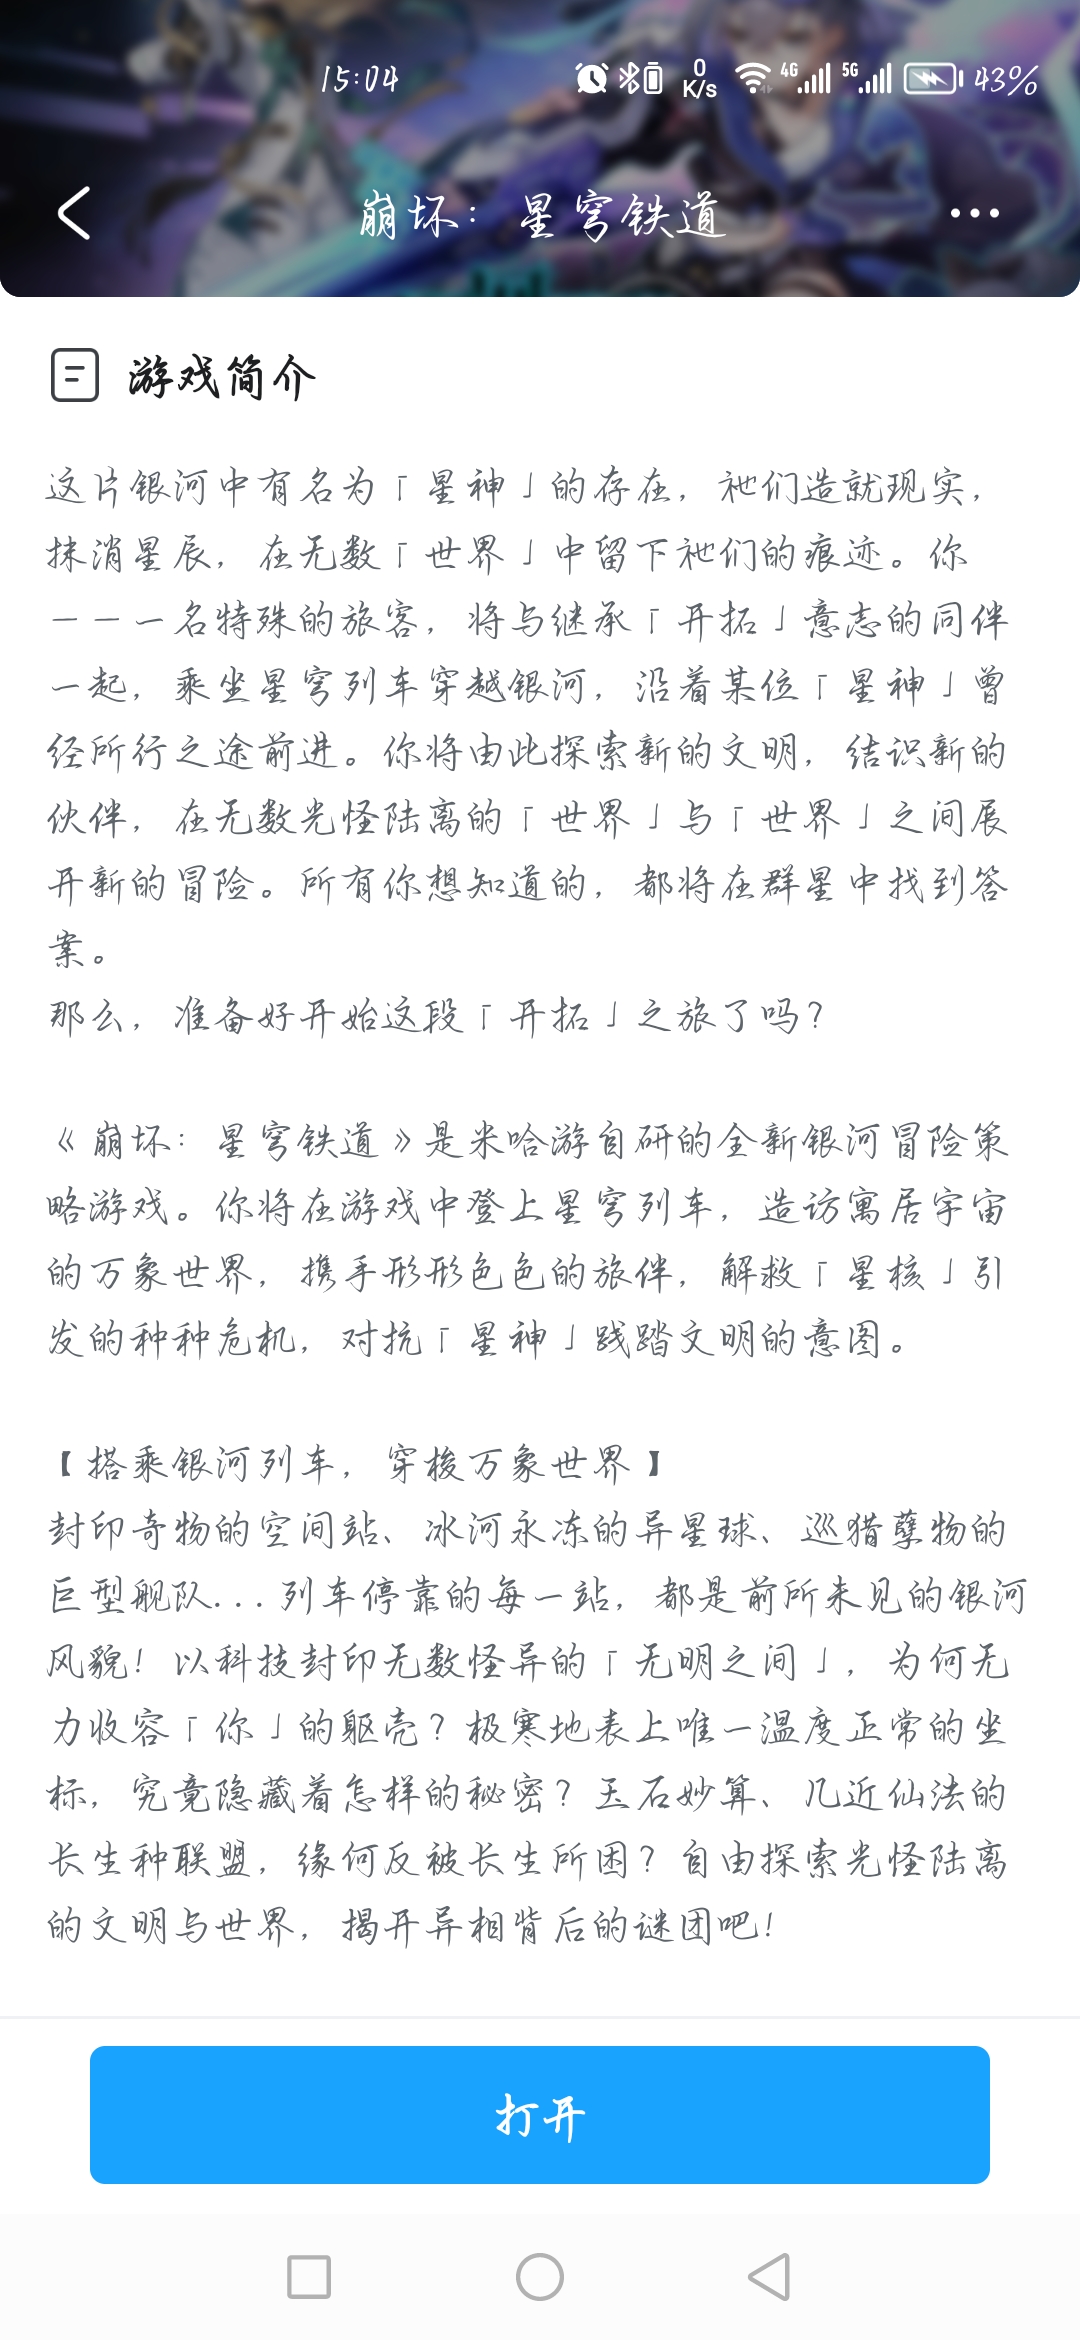 15:04
0
K/s
4G
5G
43%
崩坏：星穹铁道
游戏简介
这片银河中有名为「星神」的存在，祂们造就现实，
抹消星辰，在无数「世界」中留下祂们的痕迹。你
——一名特殊的旅客，将与继承「开拓」意志的同伴
一起，乘坐星穹列车穿越银河，沿着某位「星神」曾
经所行之途前进。你将由此探索新的文明，结识新的
伙伴，在无数光怪陆离的「世界」与「世界」之间展
开新的冒险。所有你想知道的，都将在群星中找到答
案。
那么，准备好开始这段「开拓」之旅了吗？
《崩坏：星穹铁道》是米哈游自研的全新银河冒险策
略游戏。你将在游戏中登上星穹列车，造访寓居宇宙
的万象世界，携手形形色色的旅伴，解救「星核」引
发的种种危机，对抗「星神」践踏文明的意图。
【搭乘银河列车，穿梭万象世界】
封印奇物的空间站、冰河永冻的异星球、巡猎孽物的
巨型舰队...列车停靠的每一站，都是前所未见的银河
风貌！以科技封印无数怪异的「无明之间」，为何无
力收容「你」的躯壳？极寒地表上唯一温度正常的坐
标，究竟隐藏着怎样的秘密？玉石妙算、几近仙法的
长生种联盟，缘何反被长生所困？自由探索光怪陆离
的文明与世界，揭开异相背后的谜团吧！
打开